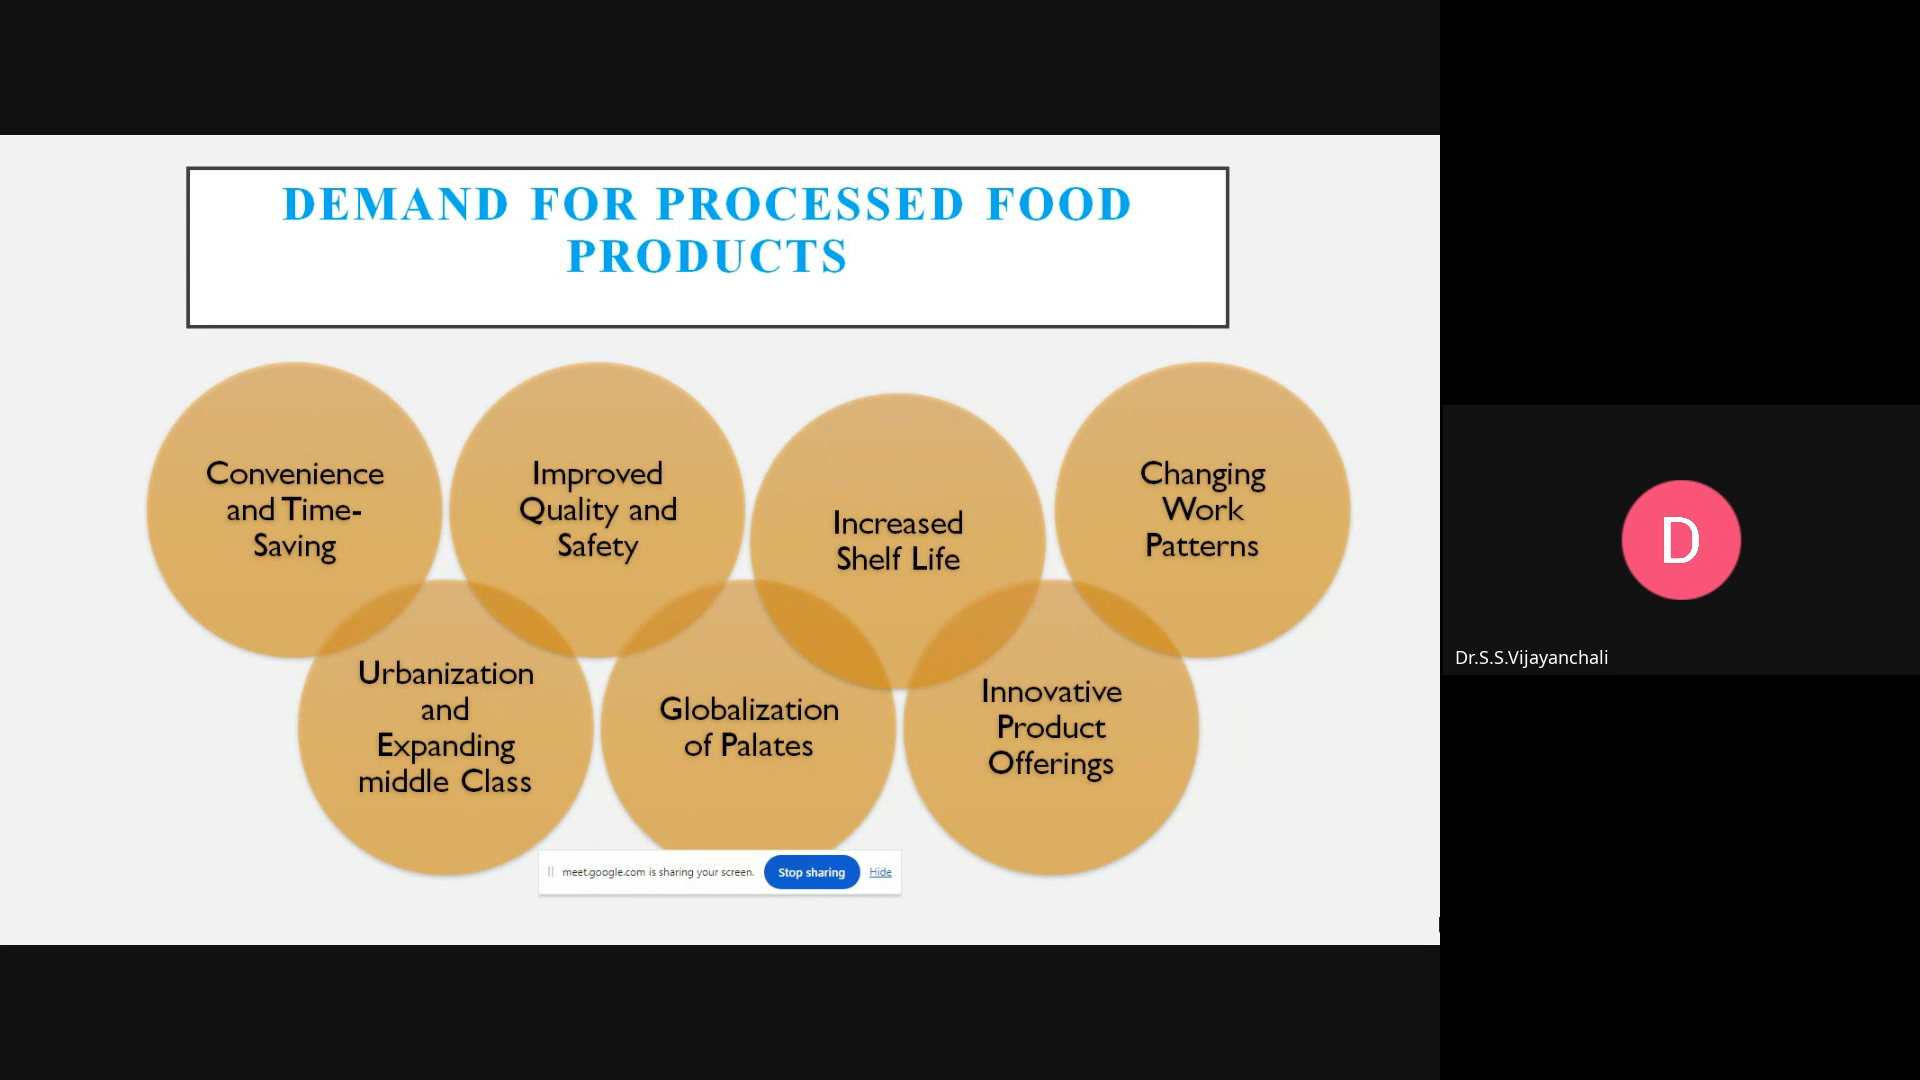 DEMAND FOR PROCESSED FOOD
PRODUCTS
Convenience
and Time-
Saving
Urbanization
and
Expanding
middle Class
Improved
Quality and
Safety
Globalization
of Palates
Increased
Shelf Life
Innovative
Product
Offerings
Changing
Work
Patterns
meet.google.com is sharing your screen. Stop sharing Hide
D
Dr.S.S.Vijayanchali